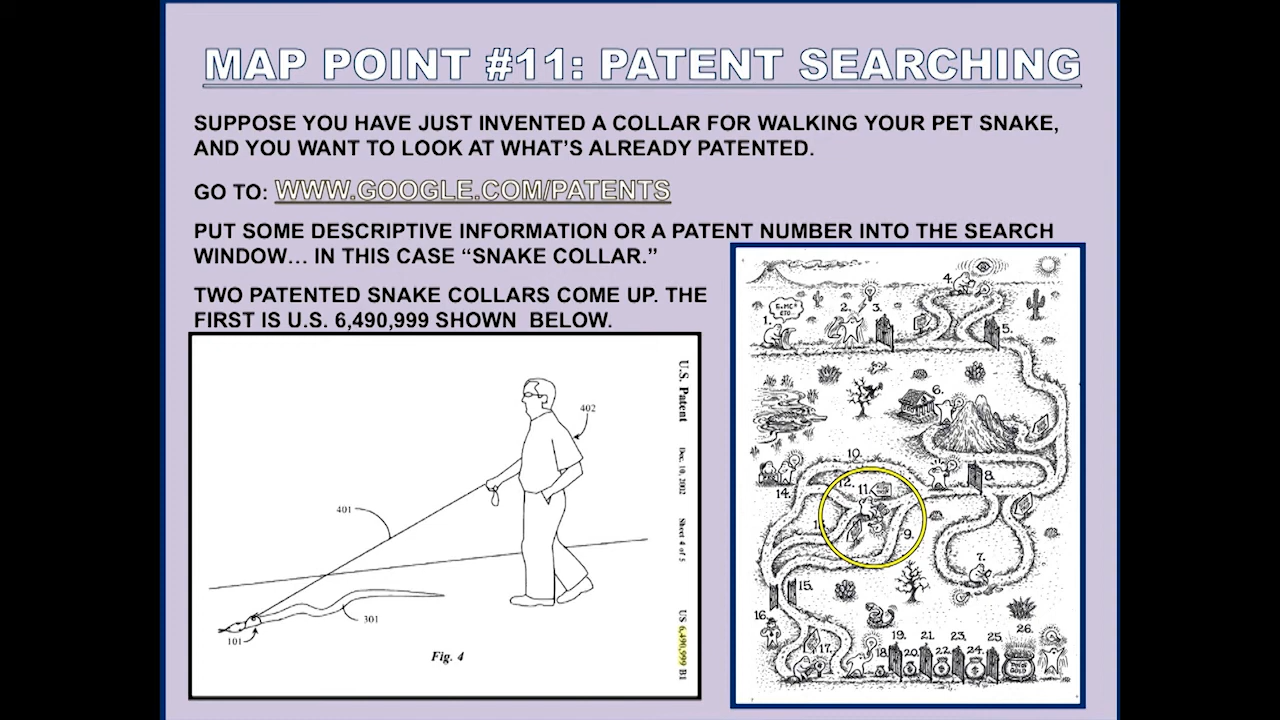 MAP POINT #11: PATENT SEARCHING
SUPPOSE YOU HAVE JUST INVENTED A COLLAR FOR WALKING YOUR PET SNAKE,
AND YOU WANT TO LOOK AT WHAT'S ALREADY PATENTED.
GO TO: WWW.GOOGLE.COM/PATENTS
PUT SOME DESCRIPTIVE INFORMATION OR A PATENT NUMBER INTO THE SEARCH
WINDOW... IN THIS CASE “SNAKE COLLAR.”
TWO PATENTED SNAKE COLLARS COME UP. THE
FIRST IS U.S. 6,490,999 SHOWN BELOW.
402
401
301
101
Fig. 4
U.S. Patent
Dec. 10, 2002
Sheet 4 of 5
US 6,490,999 B1
E=MC²
ETC.
1.
2.
3.
4.
5.
6.
10.
8.
12.
11.
14.
9.
7.
15.
16.
17.
18.
19.
20.
21.
22.
23.
24.
25.
26.
GOLD